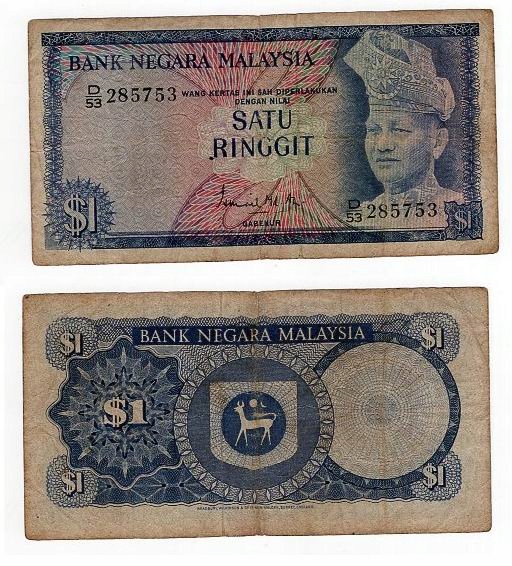 BANK NEGARA MALAYSIA
D/53 285753
WANG KERTAS INI SAH DIPERLAKUKAN
DENGAN NILAI
SATU
RINGGIT
D/53 285753
GABENUR
$1
$1
BANK NEGARA MALAYSIA
$1
$1
$1
$1
$1